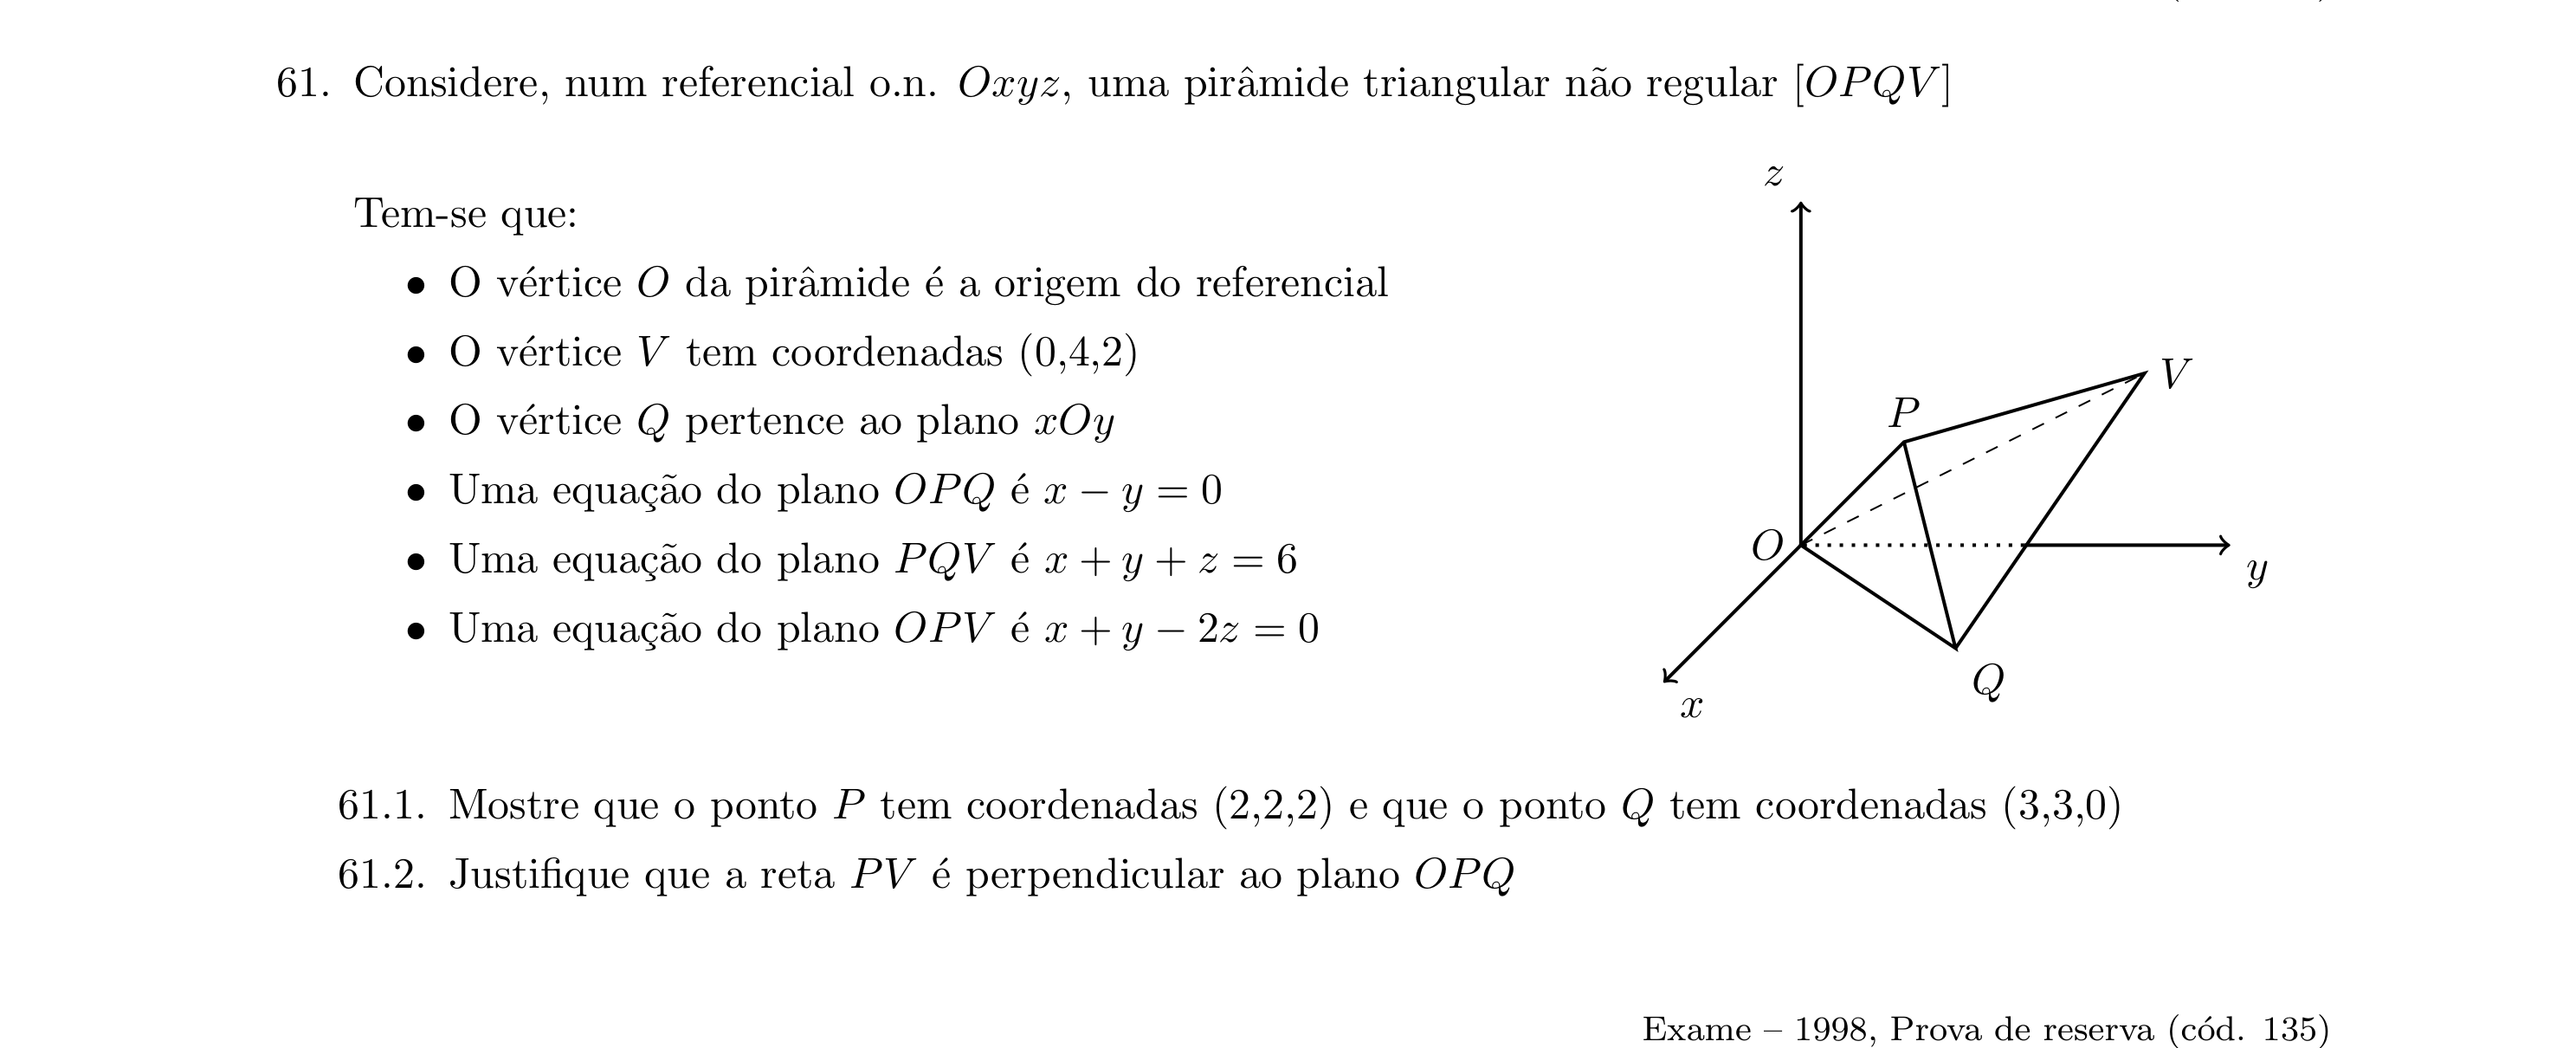 61. Considere, num referencial o.n. Oxyz, uma pirâmide triangular não regular [OPQV]
Tem-se que:
• O vértice O da pirâmide é a origem do referencial
• O vértice V tem coordenadas (0,4,2)
• O vértice Q pertence ao plano xOy
• Uma equação do plano OPQ é x − y = 0
• Uma equação do plano PQV é x + y + z = 6
• Uma equação do plano OPV é x + y − 2z = 0
z
V
P
O
y
Q
x
61.1. Mostre que o ponto P tem coordenadas (2,2,2) e que o ponto Q tem coordenadas (3,3,0)
61.2. Justifique que a reta PV é perpendicular ao plano OPQ
Exame – 1998, Prova de reserva (cód. 135)